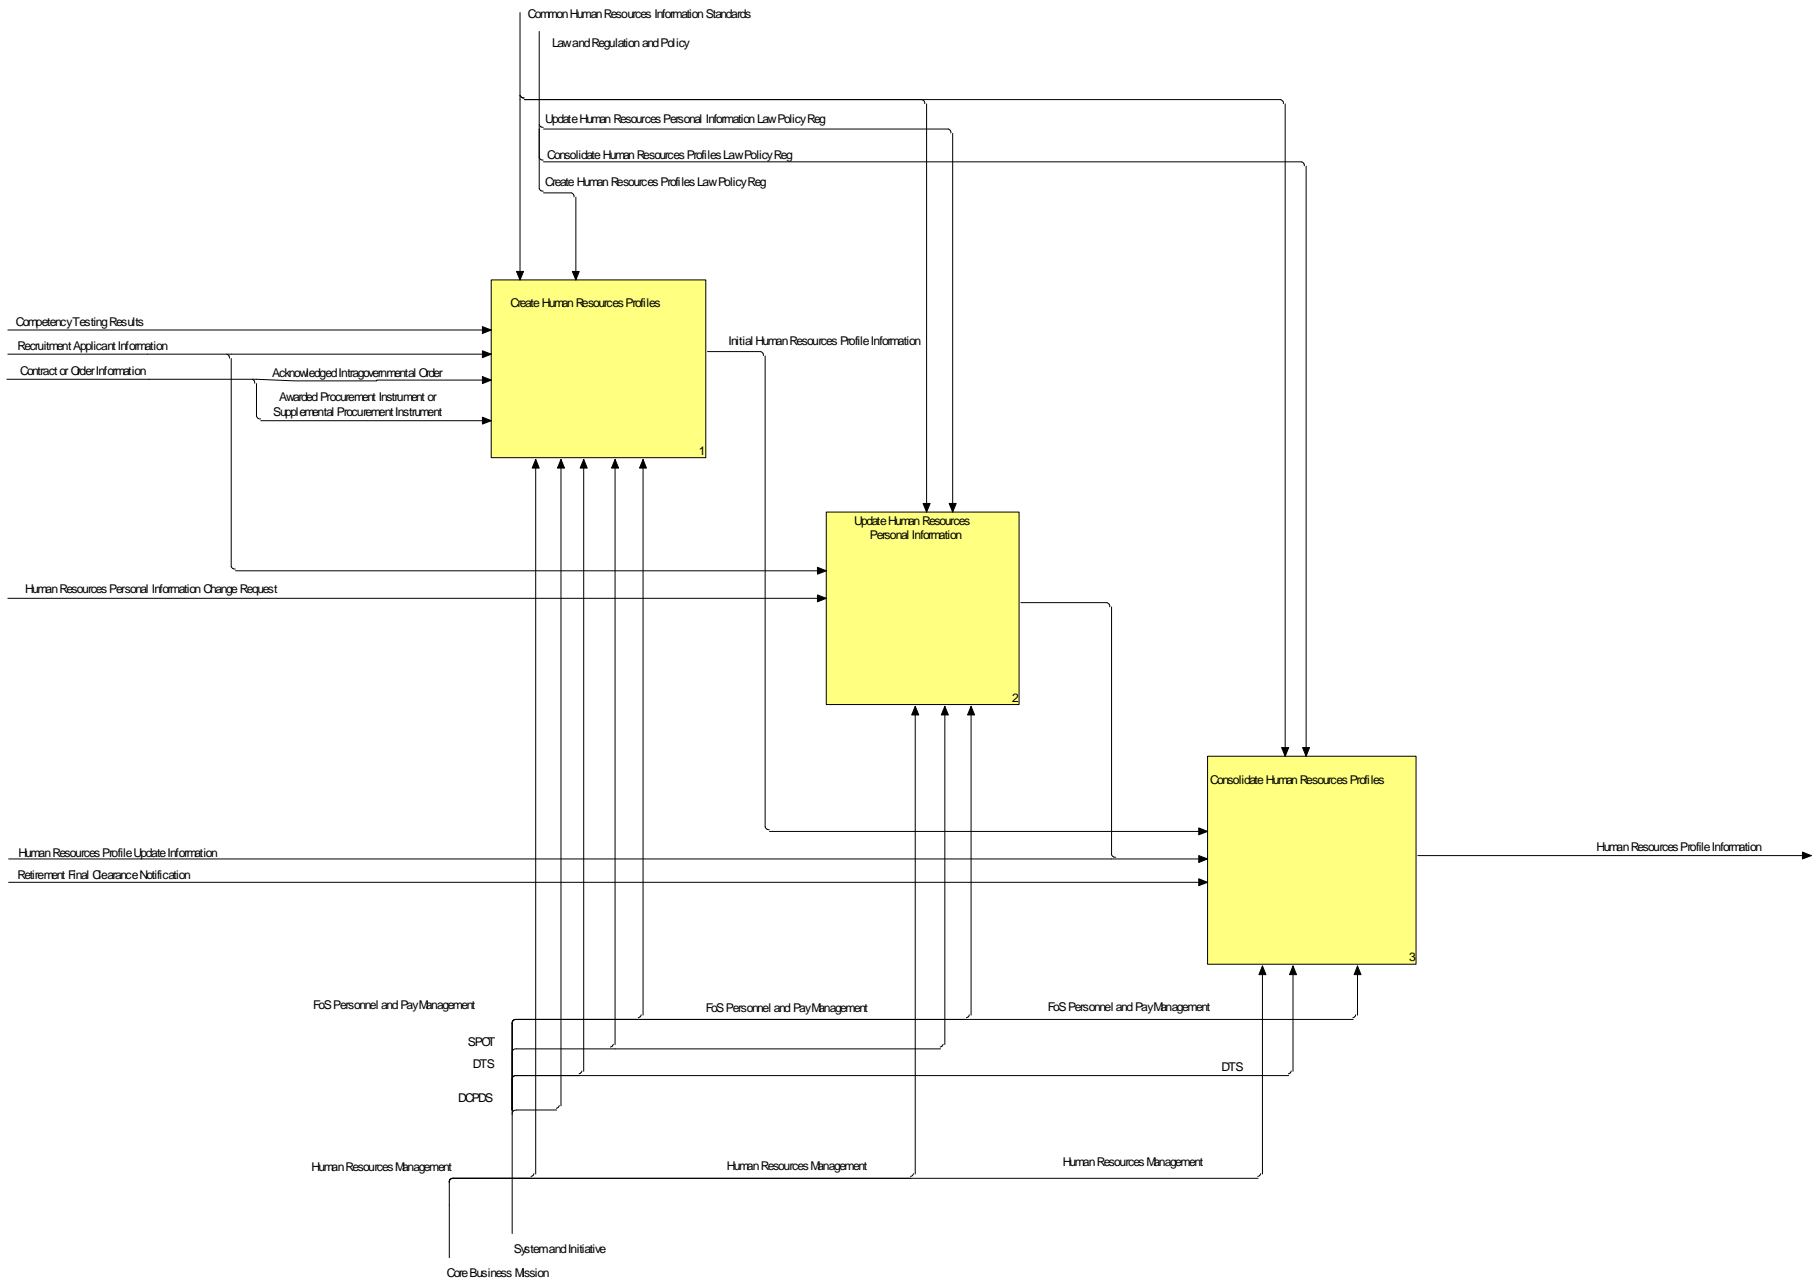 Common Human Resources Information Standards
Law and Regulation and Policy
Update Human Resources Personal Information Law Policy Reg
Consolidate Human Resources Profiles Law Policy Reg
Create Human Resources Profiles Law Policy Reg
Create Human Resources Profiles
1
Competency Testing Results
Recruitment Applicant Information
Contract or Order Information
Acknowledged Intragovernmental Order
Awarded Procurement Instrument or
Supplemental Procurement Instrument
Initial Human Resources Profile Information
Update Human Resources
Personal Information
2
Human Resources Personal Information Change Request
Consolidate Human Resources Profiles
3
Human Resources Profile Update Information
Retirement Final Clearance Notification
Human Resources Profile Information
FoS Personnel and Pay Management
FoS Personnel and Pay Management
FoS Personnel and Pay Management
SPOT
DTS
DTS
DCPDS
Human Resources Management
Human Resources Management
Human Resources Management
System and Initiative
Core Business Mission